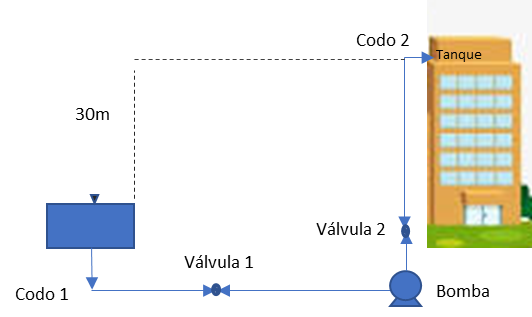 Codo 2
Tanque
30m
Válvula 2
Válvula 1
Codo 1
Bomba